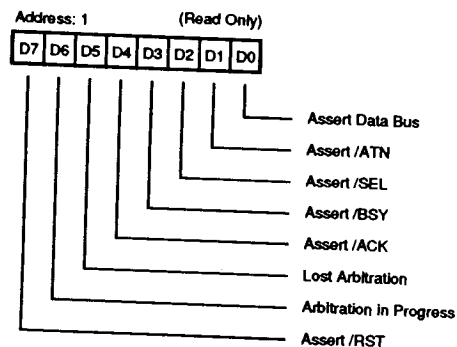 Address: 1 (Read Only)
D7 D6 D5 D4 D3 D2 D1 D0
Assert Data Bus
Assert /ATN
Assert /SEL
Assert /BSY
Assert /ACK
Lost Arbitration
Arbitration in Progress
Assert /RST